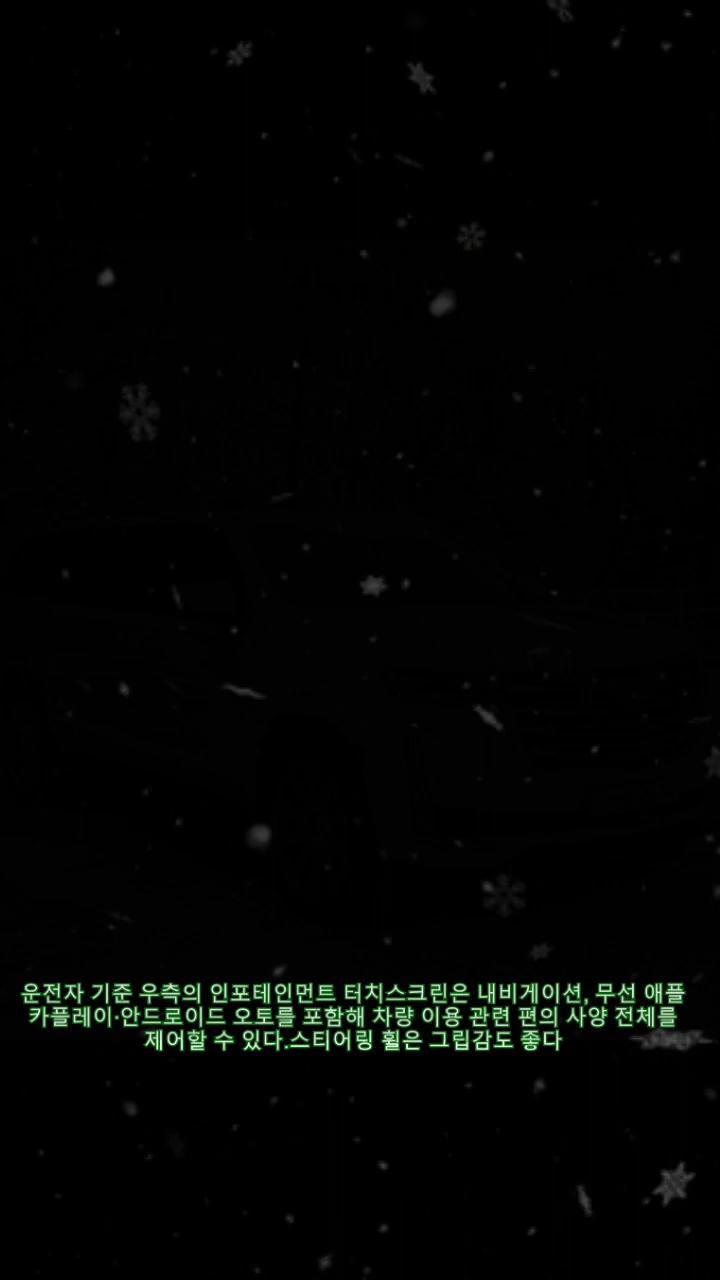 운전자 기준 우측의 인포테인먼트 터치스크린은 내비게이션, 무선 애플
카플레이·안드로이드 오토를 포함해 차량 이용 관련 편의 사양 전체를
제어할 수 있다.스티어링 휠은 그립감도 좋다